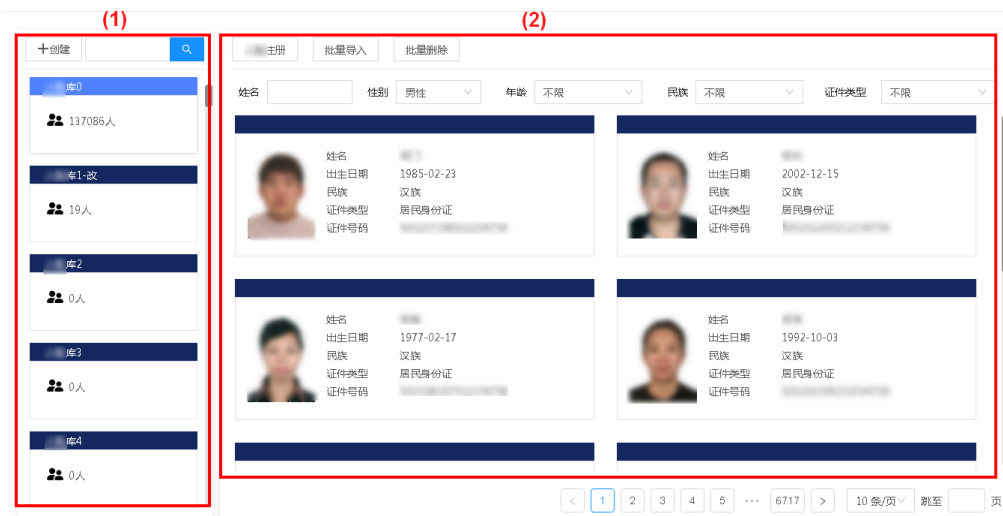 (1)
(2)
创建
库0
137086人
库1-改
19人
库2
0人
库3
0人
库4
0人
注册 批量导入 批量删除
姓名 性别 男性 年龄 不限 民族 不限 证件类型 不限
姓名
出生日期 1985-02-23
民族 汉族
证件类型 居民身份证
证件号码
姓名
出生日期 2002-12-15
民族 汉族
证件类型 居民身份证
证件号码
姓名
出生日期 1977-02-17
民族 汉族
证件类型 居民身份证
证件号码
姓名
出生日期 1992-10-03
民族 汉族
证件类型 居民身份证
证件号码
< 1 2 3 4 5 ··· 6717 > 10 条/页 跳至 页